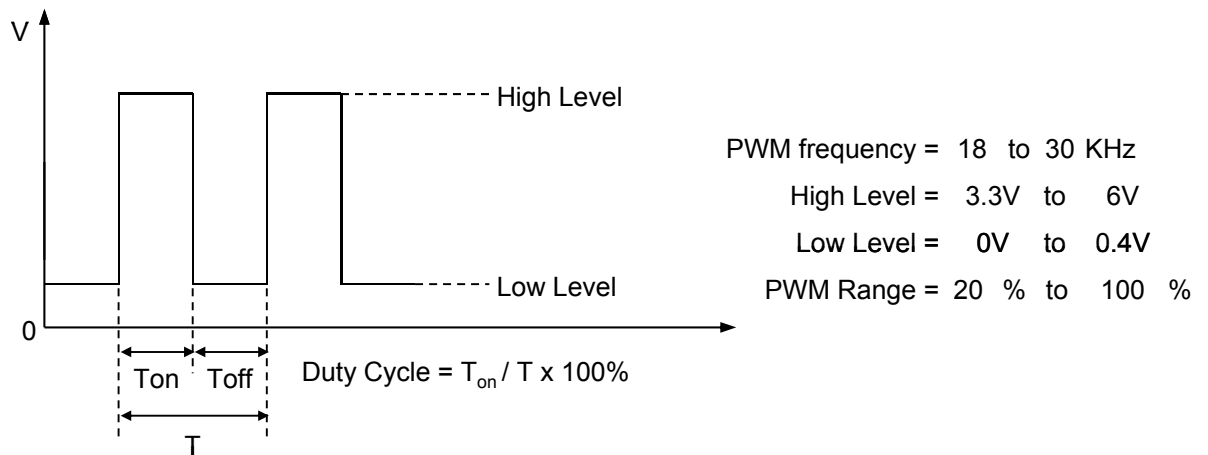 V
High Level
Low Level
0
Ton Toff
T
Duty Cycle = Ton / T x 100%
PWM frequency = 18 to 30 KHz
High Level = 3.3V to 6V
Low Level = 0V to 0.4V
PWM Range = 20 % to 100 %